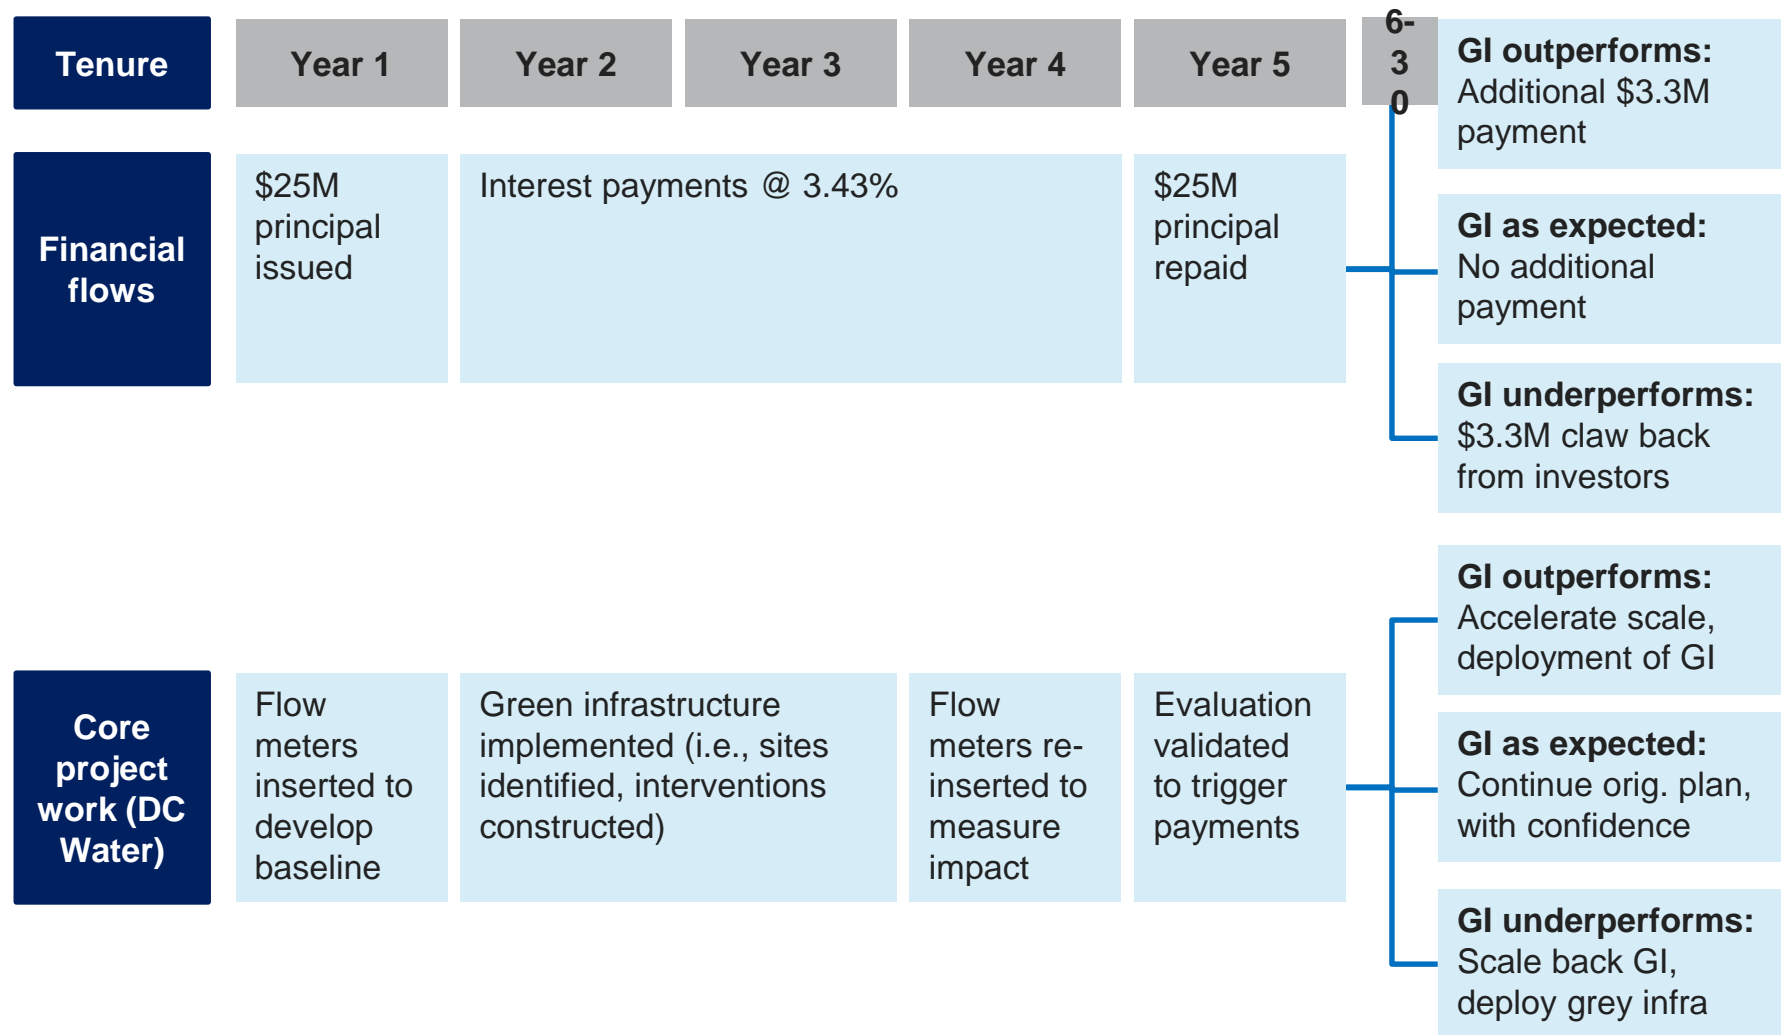 Tenure
Year 1
Year 2
Year 3
Year 4
Year 5
6-
3
0
Financial
flows
$25M
principal
issued
Interest payments @ 3.43%
$25M
principal
repaid
GI outperforms:
Additional $3.3M
payment
GI as expected:
No additional
payment
GI underperforms:
$3.3M claw back
from investors
Core
project
work (DC
Water)
Flow
meters
inserted to
develop
baseline
Green infrastructure
implemented (i.e., sites
identified, interventions
constructed)
Flow
meters re-
inserted to
measure
impact
Evaluation
validated
to trigger
payments
GI outperforms:
Accelerate scale,
deployment of GI
GI as expected:
Continue orig. plan,
with confidence
GI underperforms:
Scale back GI,
deploy grey infra